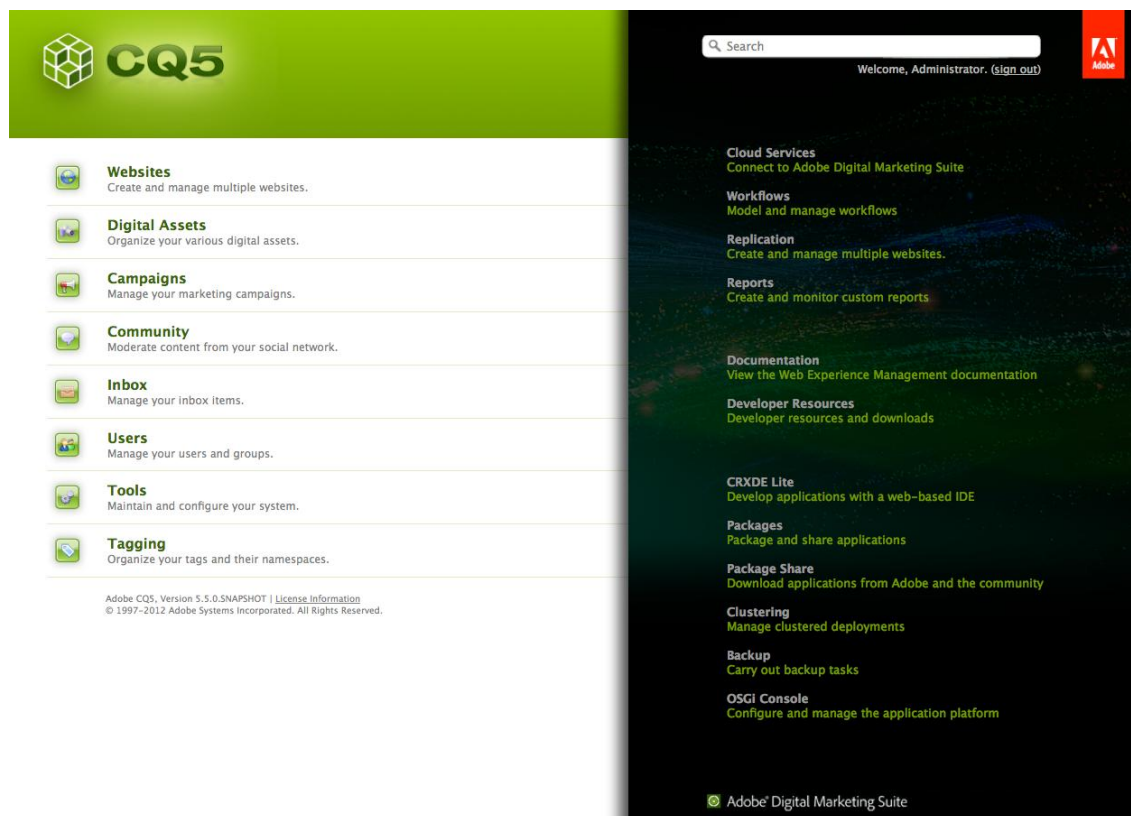 CQ5
Websites
Create and manage multiple websites.
Digital Assets
Organize your various digital assets.
Campaigns
Manage your marketing campaigns.
Community
Moderate content from your social network.
Inbox
Manage your inbox items.
Users
Manage your users and groups.
Tools
Maintain and configure your system.
Tagging
Organize your tags and their namespaces.
Adobe CQ5, Version 5.5.0.SNAPSHOT | License Information
© 1997-2012 Adobe Systems Incorporated. All Rights Reserved.
Search
Adobe
Welcome, Administrator. (sign out)
Cloud Services
Connect to Adobe Digital Marketing Suite
Workflows
Model and manage workflows
Replication
Create and manage multiple websites.
Reports
Create and monitor custom reports
Documentation
View the Web Experience Management documentation
Developer Resources
Developer resources and downloads
CRXDE Lite
Develop applications with a web-based IDE
Packages
Package and share applications
Package Share
Download applications from Adobe and the community
Clustering
Manage clustered deployments
Backup
Carry out backup tasks
OSGi Console
Configure and manage the application platform
Adobe® Digital Marketing Suite